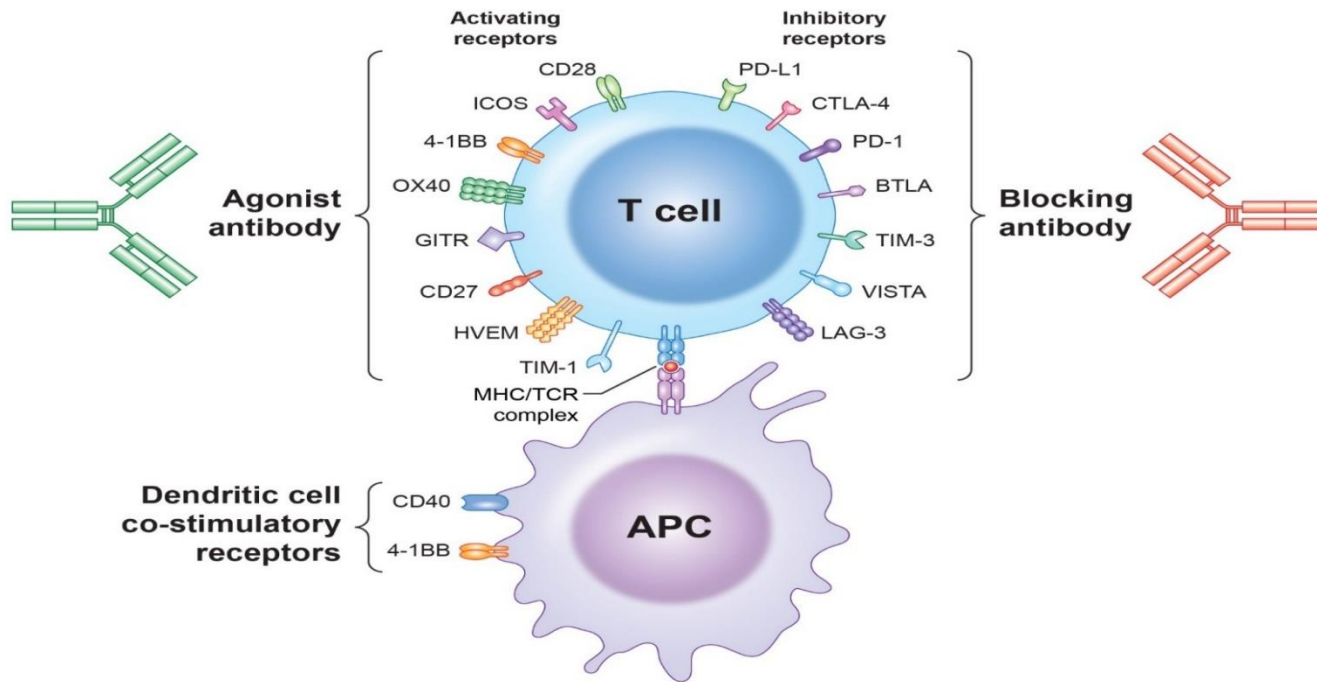 Activating
receptors
Inhibitory
receptors
CD28
PD-L1
ICOS
CTLA-4
4-1BB
PD-1
OX40
BTLA
Agonist
antibody
T cell
Blocking
antibody
GITR
TIM-3
CD27
VISTA
HVEM
LAG-3
TIM-1
MHC/TCR
complex
Dendritic cell
co-stimulatory
receptors
CD40
4-1BB
APC